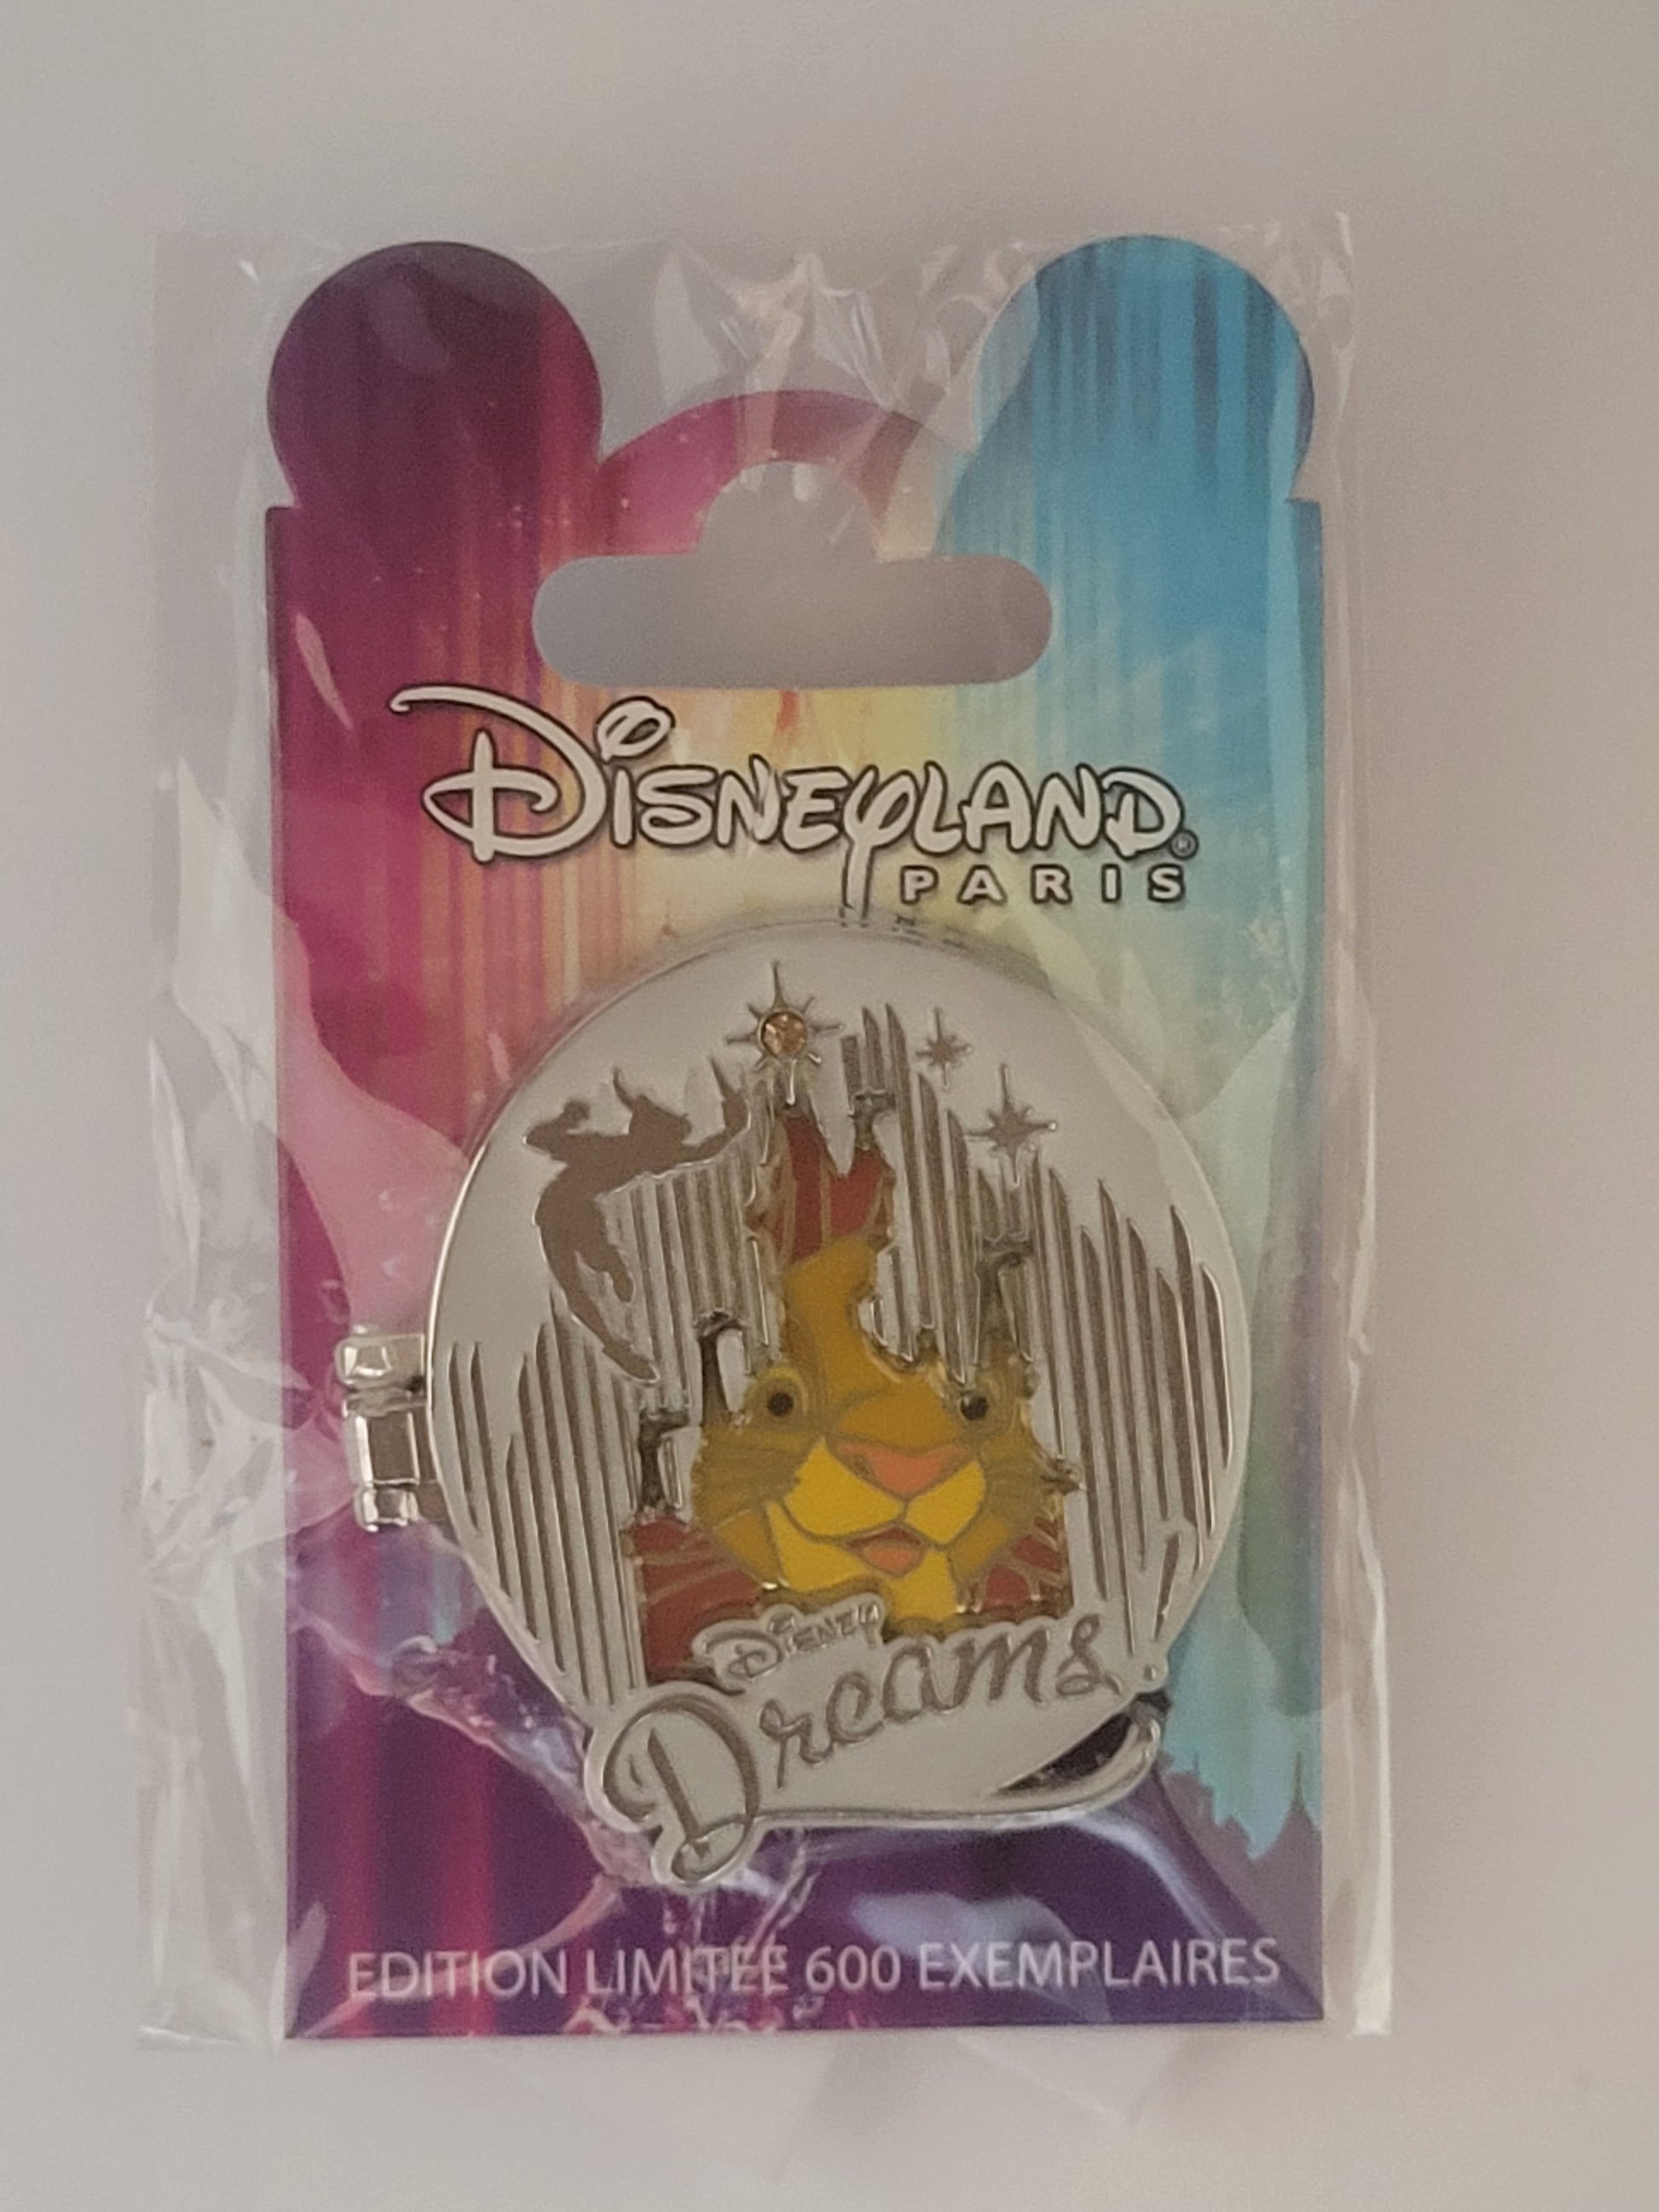 DISNEYLAND®
PARIS
DISNEY
Dreams!
EDITION LIMITEE 600 EXEMPLAIRES